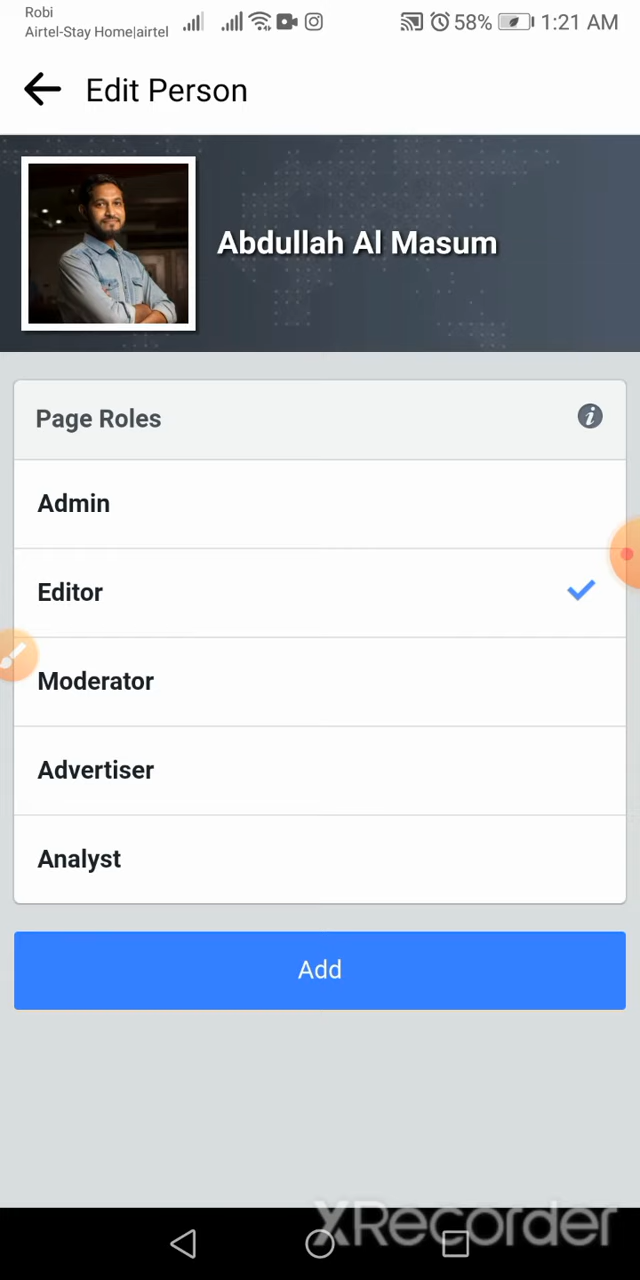 Robi
Airtel-Stay Home|airtel
58%
1:21 AM
Edit Person
Abdullah Al Masum
Page Roles
i
Admin
Editor
Moderator
Advertiser
Analyst
Add
XRecorder